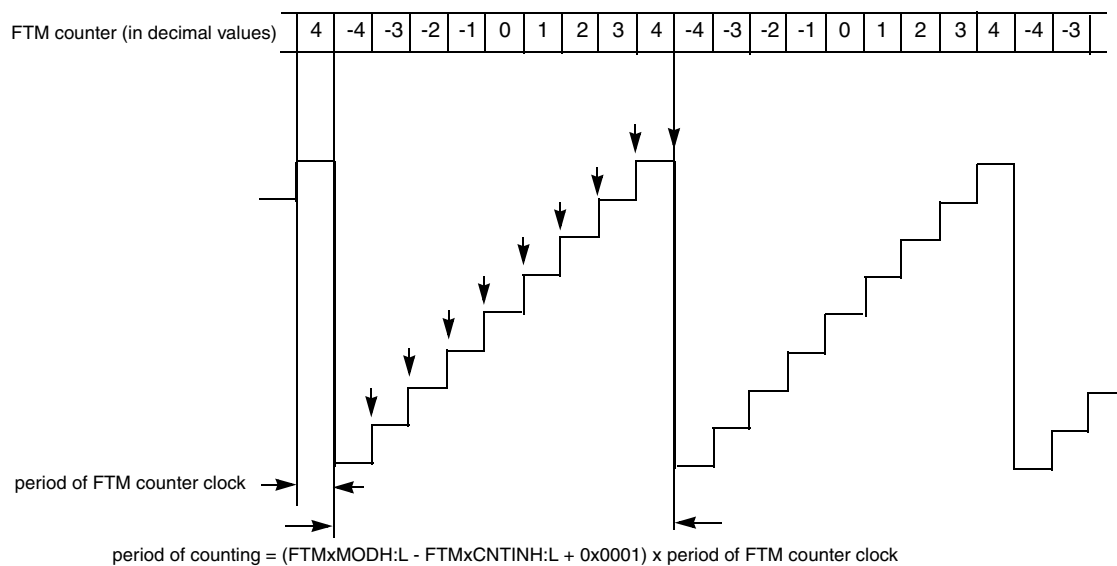 FTM counter (in decimal values) 4 -4 -3 -2 -1 0 1 2 3 4 -4 -3 -2 -1 0 1 2 3 4 -4 -3
period of FTM counter clock
period of counting = (FTMxMODH:L - FTMxCNTINH:L + 0x0001) x period of FTM counter clock